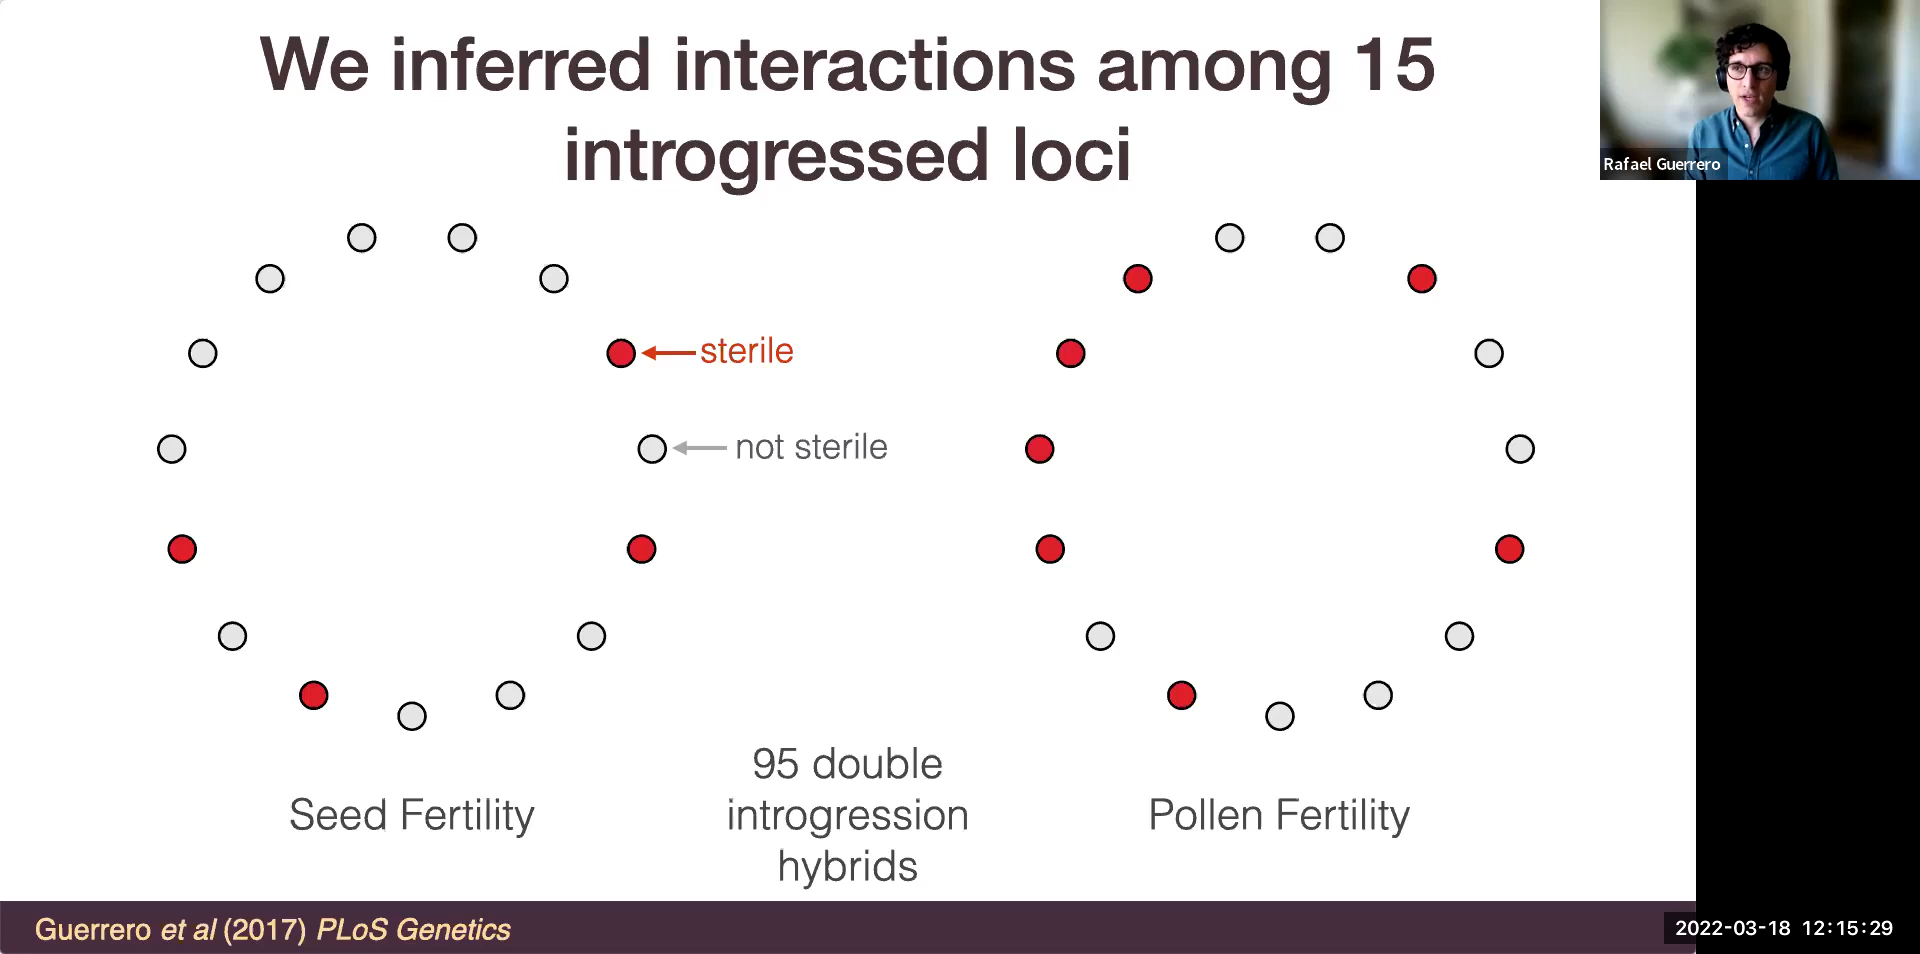 We inferred interactions among 15
introgressed loci
Rafael Guerrero
sterile
not sterile
95 double
introgression
hybrids
Seed Fertility
Pollen Fertility
Guerrero et al (2017) PLoS Genetics
2022-03-18 12:15:29